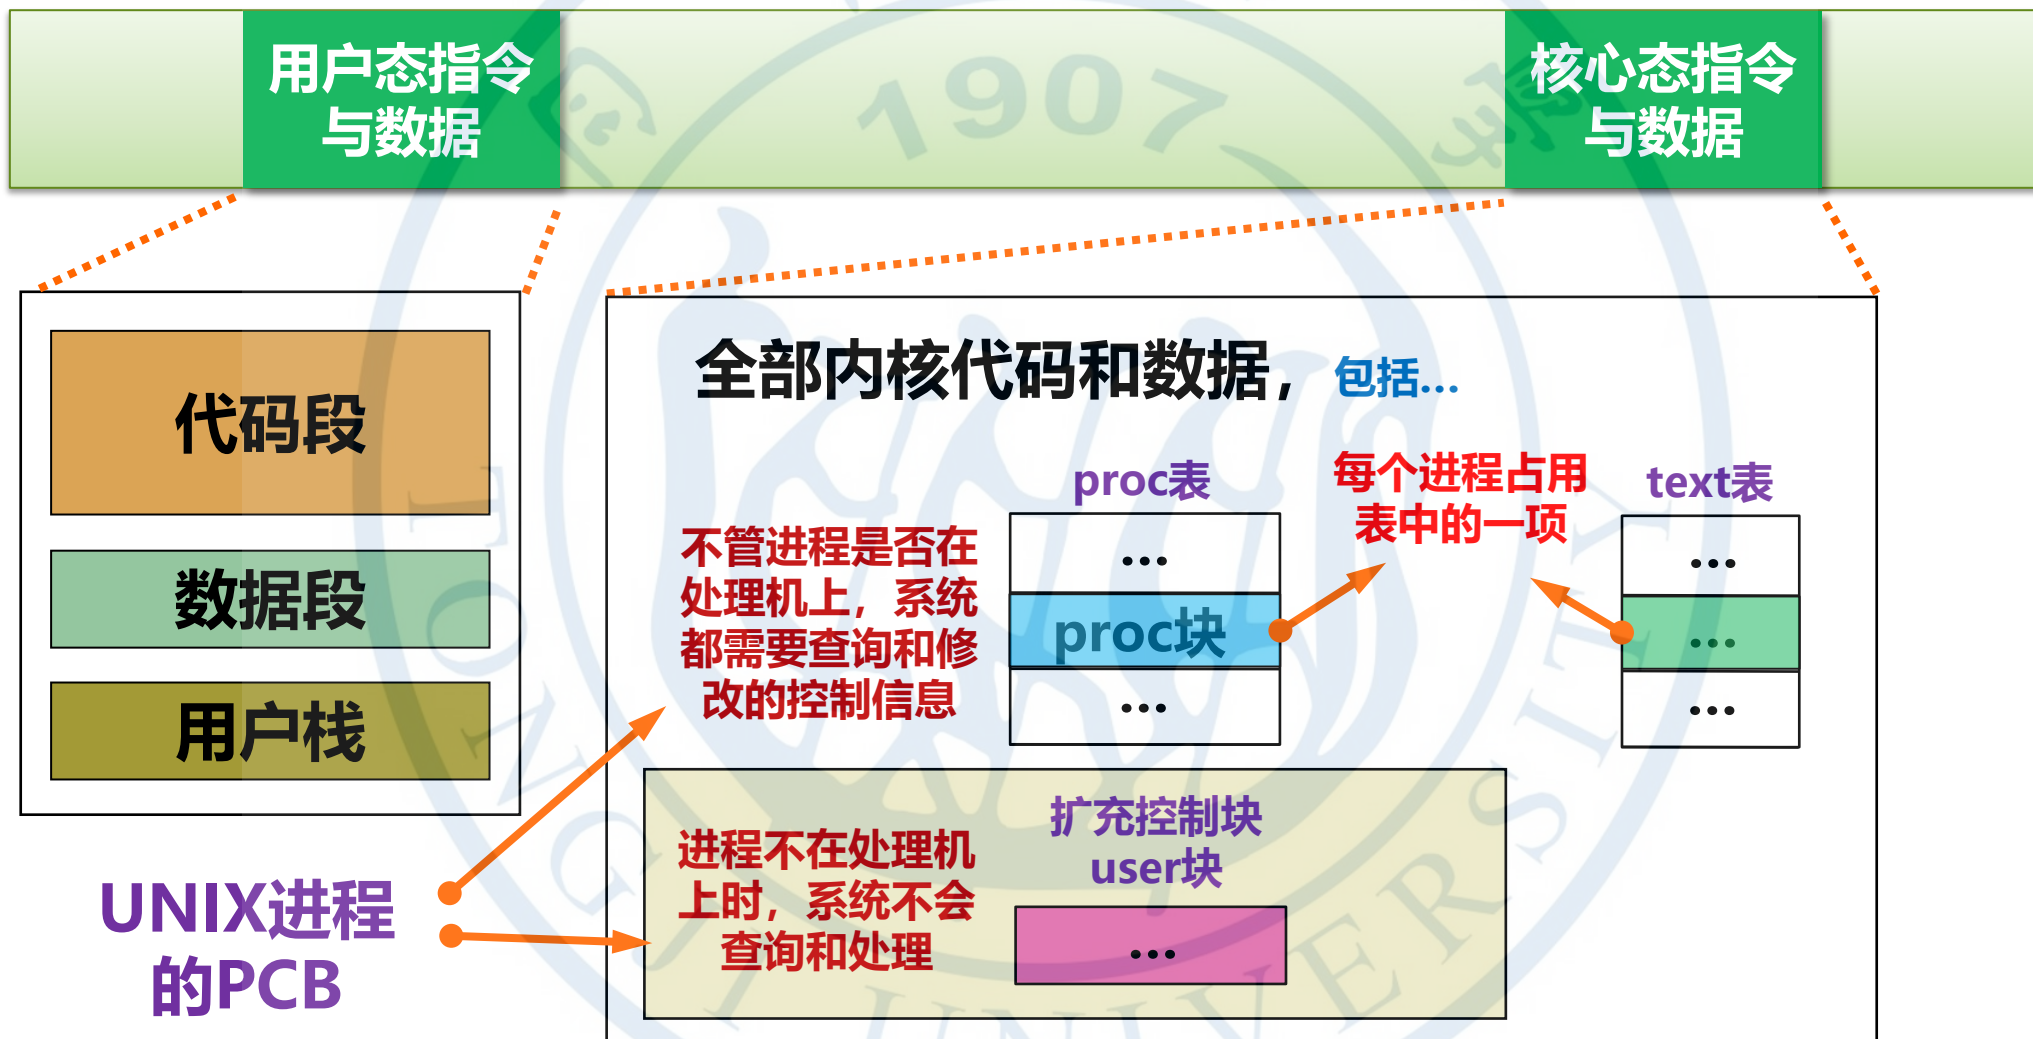 用户态指令
与数据
核心态指令
与数据
1907
代码段
数据段
用户栈
UNIX进程
的PCB
全部内核代码和数据，包括...
proc表
每个进程占用
表中的一项
text表
不管进程是否在
处理机上，系统
都需要查询和修
改的控制信息
...
proc块
...
...
...
...
进程不在处理机
上时，系统不会
查询和处理
扩充控制块
user块
...
TONGJI UNIVERSITY